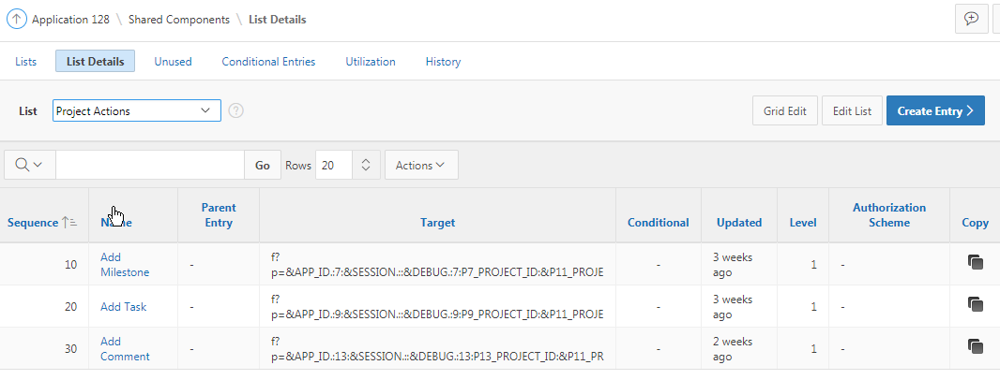 Application 128 \ Shared Components \ List Details
Lists List Details Unused Conditional Entries Utilization History
List Project Actions ? Grid Edit Edit List Create Entry
Go Rows 20 Actions
Sequence Name Parent Entry Target Conditional Updated Level Authorization Scheme Copy
10 Add Milestone - f?p=&APP_ID.:7:&SESSION.::&DEBUG.:7:P7_PROJECT_ID:&P11_PROJE - 3 weeks ago 1 -
20 Add Task - f?p=&APP_ID.:9:&SESSION.::&DEBUG.:9:P9_PROJECT_ID:&P11_PROJE - 3 weeks ago 1 -
30 Add Comment - f?p=&APP_ID.:13:&SESSION.::&DEBUG.:13:P13_PROJECT_ID:&P11_PR - 2 weeks ago 1 -